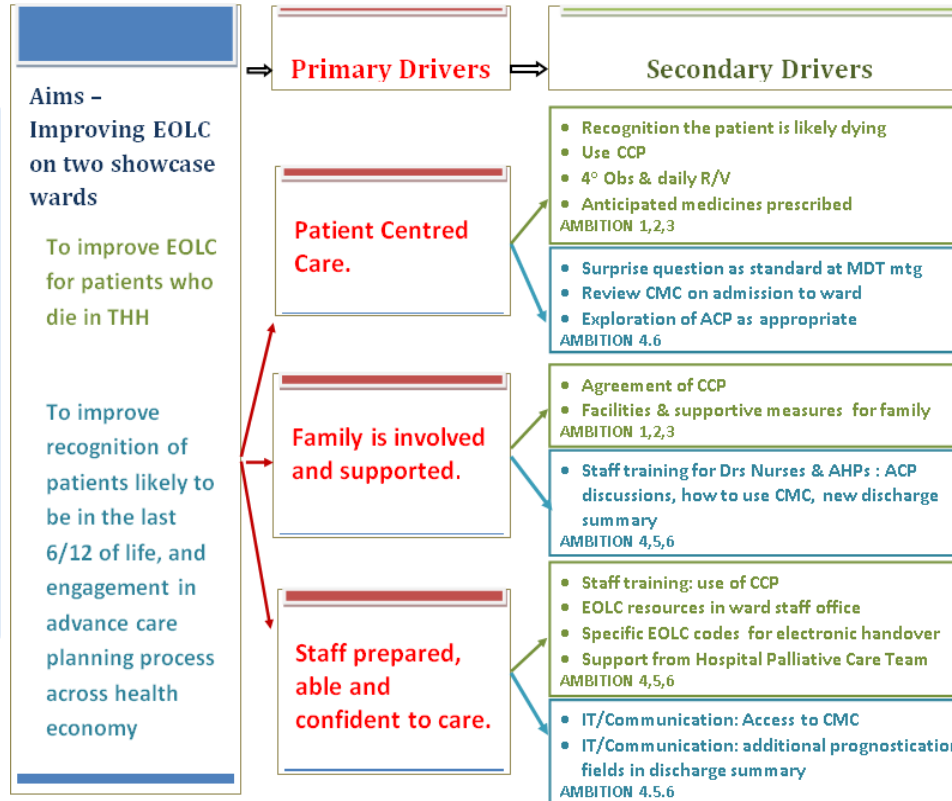 Aims –
Improving EOLC
on two showcase
wards
To improve EOLC
for patients who
die in THH
To improve
recognition of
patients likely to
be in the last
6/12 of life, and
engagement in
advance care
planning process
across health
economy
Primary Drivers
Patient Centred
Care.
Family is involved
and supported.
Staff prepared,
able and
confident to care.
Secondary Drivers
• Recognition the patient is likely dying
• Use CCP
• 4° Obs & daily R/V
• Anticipated medicines prescribed
AMBITION 1,2,3
• Surprise question as standard at MDT mtg
• Review CMC on admission to ward
• Exploration of ACP as appropriate
AMBITION 4.6
• Agreement of CCP
• Facilities & supportive measures for family
AMBITION 1,2,3
• Staff training for Drs Nurses & AHPs : ACP
discussions, how to use CMC, new discharge
summary
AMBITION 4,5,6
• Staff training: use of CCP
• EOLC resources in ward staff office
• Specific EOLC codes for electronic handover
• Support from Hospital Palliative Care Team
AMBITION 4,5,6
• IT/Communication: Access to CMC
• IT/Communication: additional prognostication
fields in discharge summary
AMBITION 4.5.6